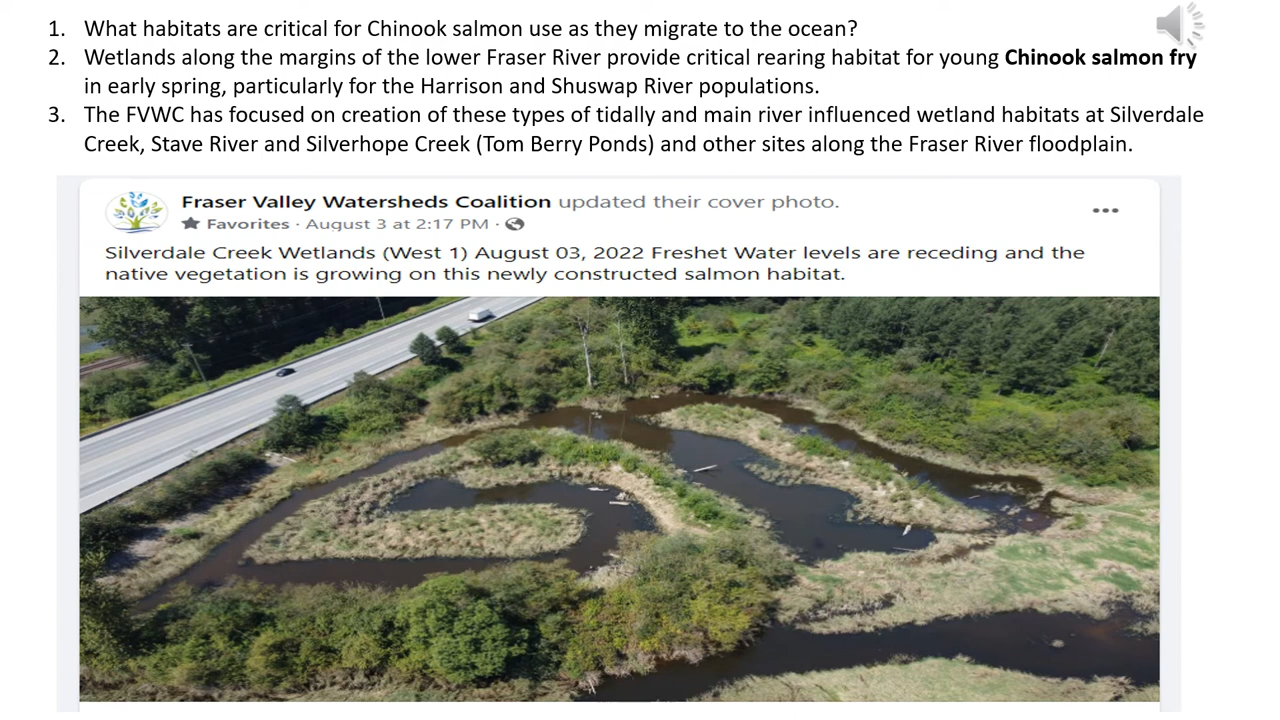 1. What habitats are critical for Chinook salmon use as they migrate to the ocean?
2. Wetlands along the margins of the lower Fraser River provide critical rearing habitat for young Chinook salmon fry
in early spring, particularly for the Harrison and Shuswap River populations.
3. The FVWC has focused on creation of these types of tidally and main river influenced wetland habitats at Silverdale
Creek, Stave River and Silverhope Creek (Tom Berry Ponds) and other sites along the Fraser River floodplain.
Fraser Valley Watersheds Coalition updated their cover photo.
Favorites · August 3 at 2:17 PM ·
Silverdale Creek Wetlands (West 1) August 03, 2022 Freshet Water levels are receding and the
native vegetation is growing on this newly constructed salmon habitat.